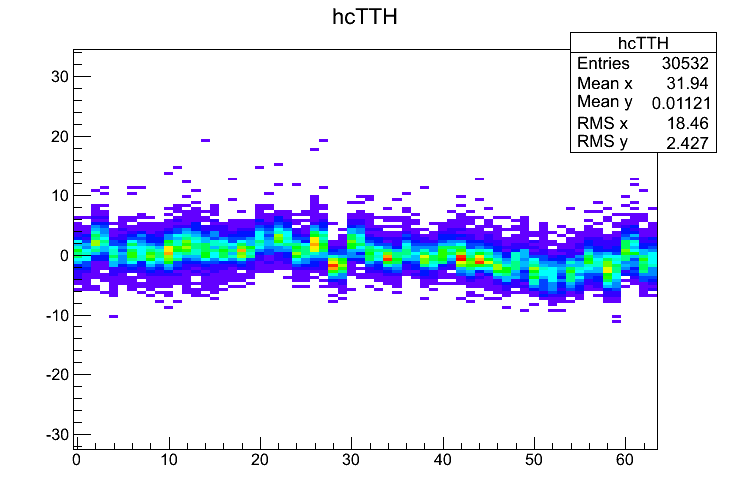 hcTTH
hcTTH
Entries 30532
Mean x 31.94
Mean y 0.01121
RMS x 18.46
RMS y 2.427
30
20
10
0
-10
-20
-30
0 10 20 30 40 50 60